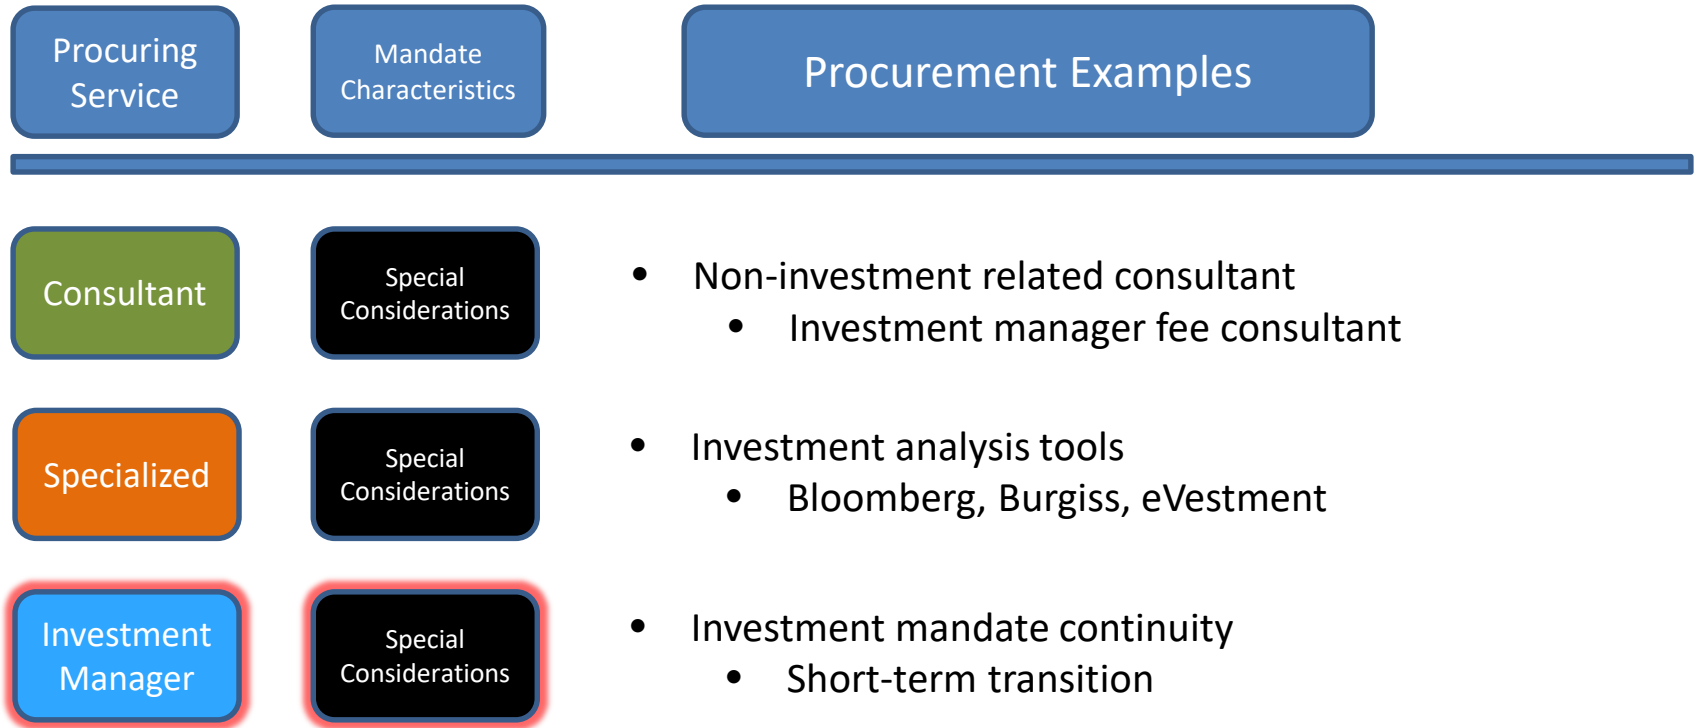 Procuring
Service
Mandate
Characteristics
Procurement Examples
Consultant
Special
Considerations
• Non-investment related consultant
• Investment manager fee consultant
Specialized
Special
Considerations
• Investment analysis tools
• Bloomberg, Burgiss, eVestment
Investment
Manager
Special
Considerations
• Investment mandate continuity
• Short-term transition